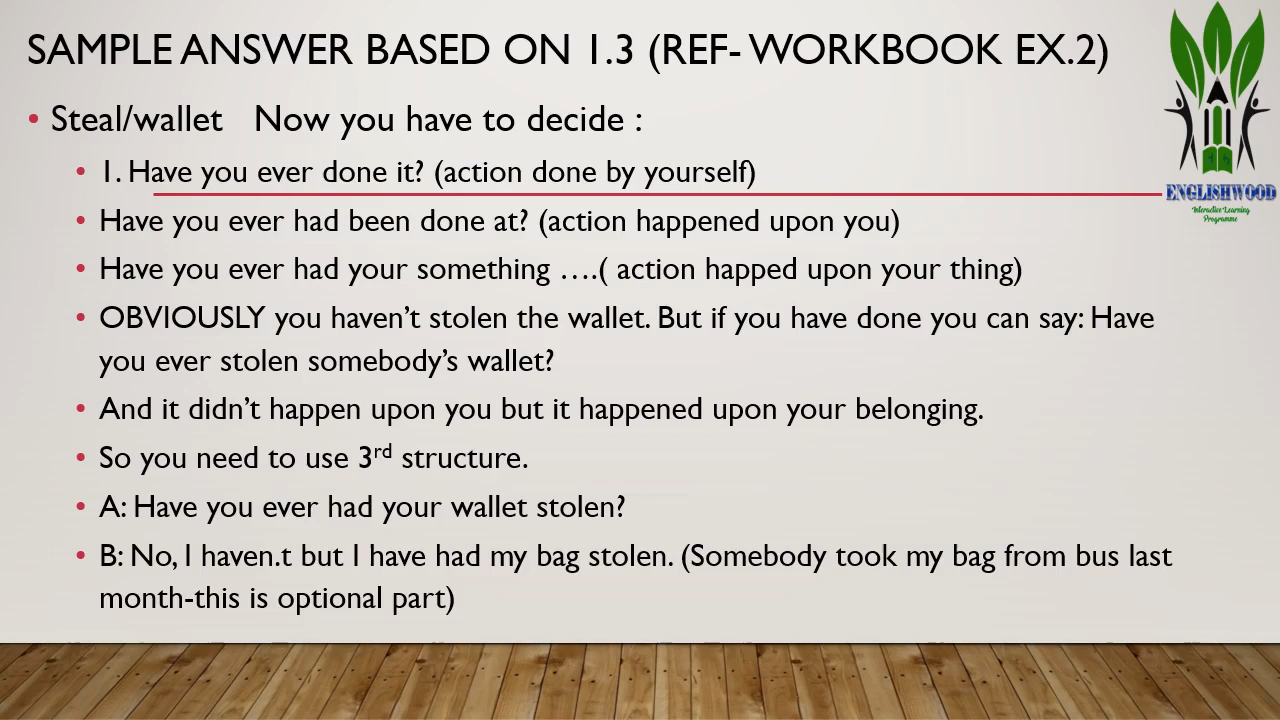 SAMPLE ANSWER BASED ON 1.3 (REF- WORKBOOK EX.2)
• Steal/wallet Now you have to decide :
• 1. Have you ever done it? (action done by yourself)
• Have you ever had been done at? (action happened upon you)
• Have you ever had your something ….( action happed upon your thing)
• OBVIOUSLY you haven’t stolen the wallet. But if you have done you can say: Have
you ever stolen somebody’s wallet?
• And it didn’t happen upon you but it happened upon your belonging.
• So you need to use 3rd structure.
• A: Have you ever had your wallet stolen?
• B: No, I haven.t but I have had my bag stolen. (Somebody took my bag from bus last
month-this is optional part)
ENGLISHWOOD
Interactive Learning
Programme